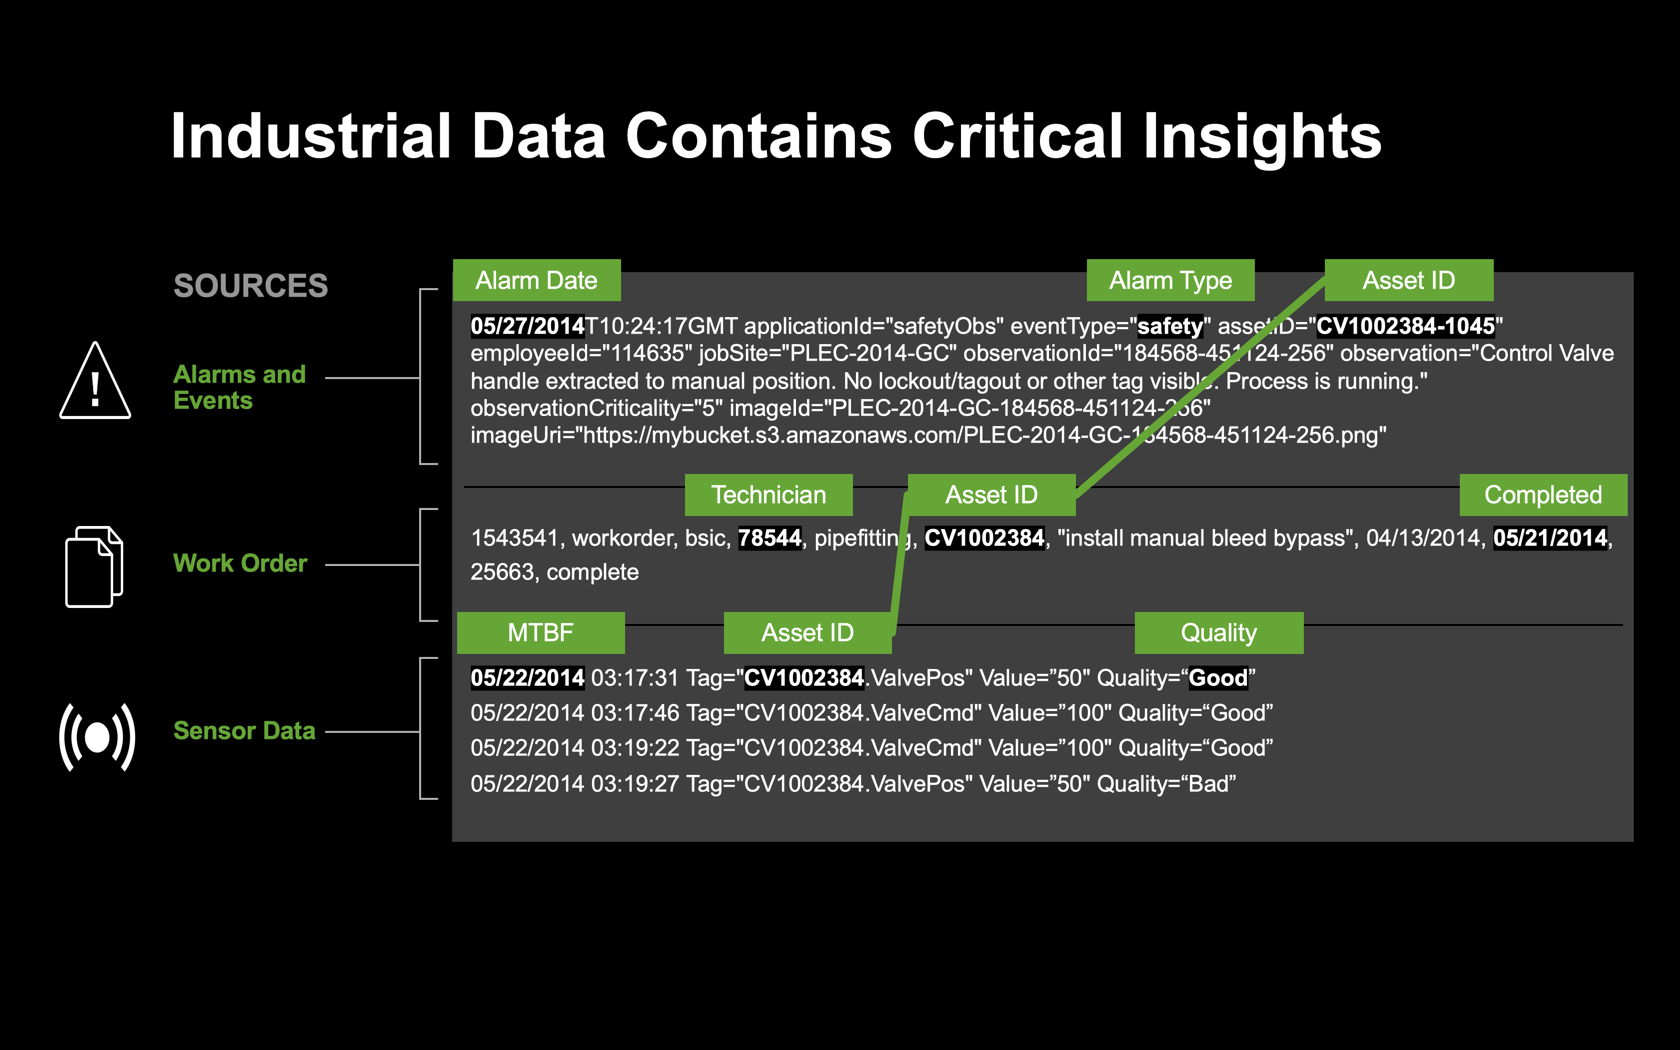 Industrial Data Contains Critical Insights
SOURCES
Alarm Date
Alarm Type
Asset ID
05/27/2014T10:24:17GMT applicationId="safetyObs" eventType="safety" assetID="CV1002384-1045"
employeeId="114635" jobSite="PLEC-2014-GC" observationId="184568-451124-256" observation="Control Valve
handle extracted to manual position. No lockout/tagout or other tag visible. Process is running."
observationCriticality="5" imageId="PLEC-2014-GC-184568-451124-256"
imageUri="https://mybucket.s3.amazonaws.com/PLEC-2014-GC-184568-451124-256.png"
!
Alarms and
Events
Technician
Asset ID
Completed
1543541, workorder, bsic, 78544, pipefitting, CV1002384, "install manual bleed bypass", 04/13/2014, 05/21/2014,
25663, complete
Work Order
MTBF
Asset ID
Quality
05/22/2014 03:17:31 Tag="CV1002384.ValvePos" Value=”50" Quality=“Good”
05/22/2014 03:17:46 Tag="CV1002384.ValveCmd" Value=”100" Quality=“Good”
05/22/2014 03:19:22 Tag="CV1002384.ValveCmd" Value=”100" Quality=“Good”
05/22/2014 03:19:27 Tag="CV1002384.ValvePos" Value=”50" Quality=“Bad”
Sensor Data